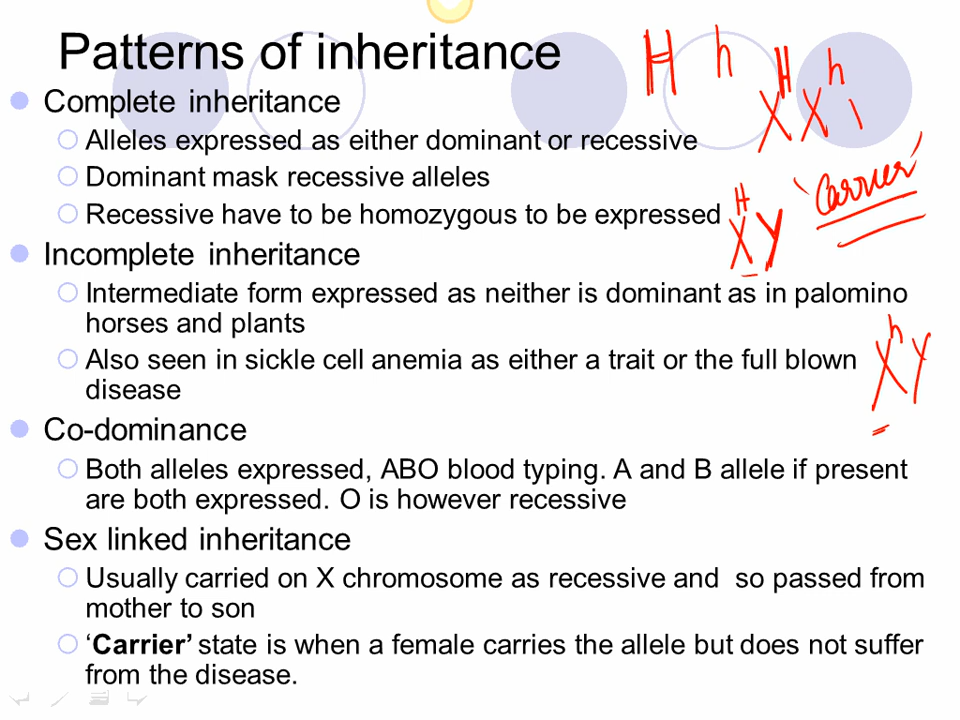 Patterns of inheritance
H h
X^H X^h
Complete inheritance
Alleles expressed as either dominant or recessive
Dominant mask recessive alleles
'Carrier'
Recessive have to be homozygous to be expressed
X^H Y
Incomplete inheritance
Intermediate form expressed as neither is dominant as in palomino
horses and plants
X^h Y
Also seen in sickle cell anemia as either a trait or the full blown
disease
Co-dominance
Both alleles expressed, ABO blood typing. A and B allele if present
are both expressed. O is however recessive
Sex linked inheritance
Usually carried on X chromosome as recessive and  so passed from
mother to son
‘Carrier’ state is when a female carries the allele but does not suffer
from the disease.